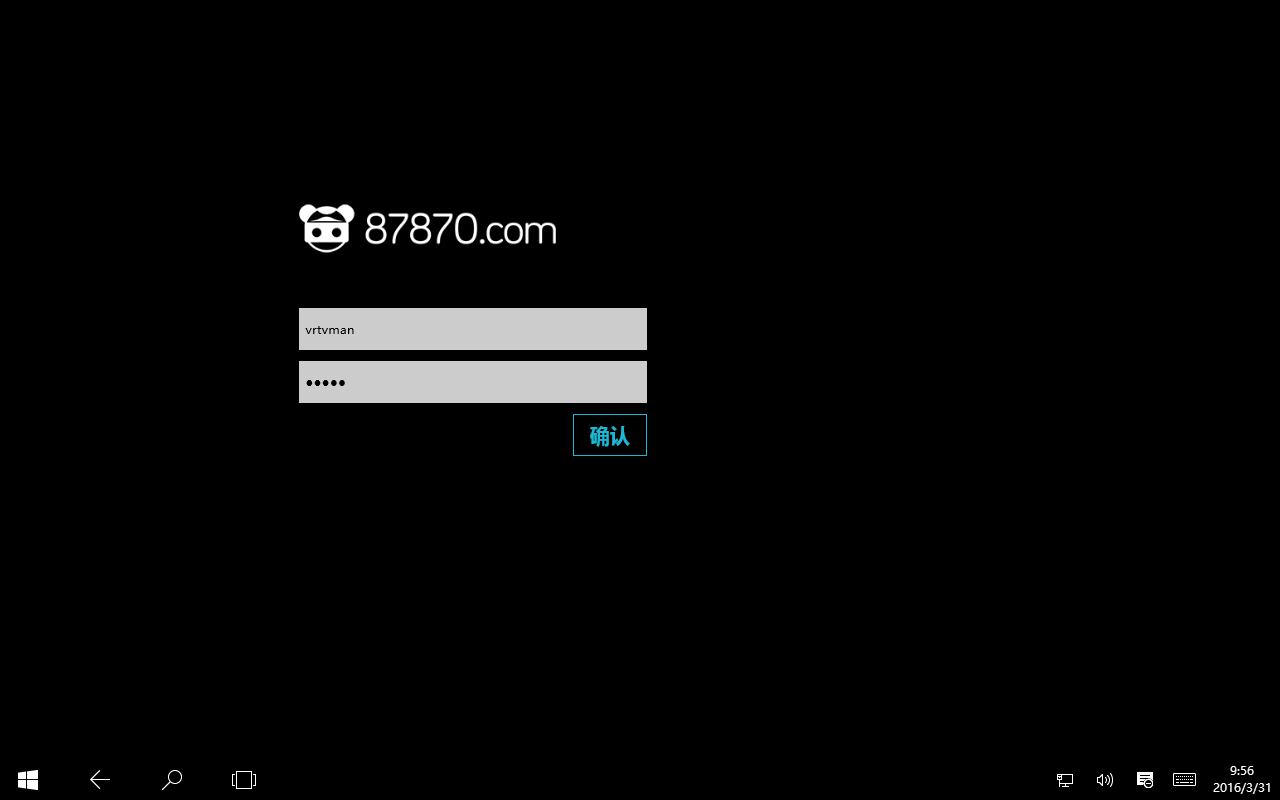 87870.com
vrtvman
•••••
确认
9:56
2016/3/31